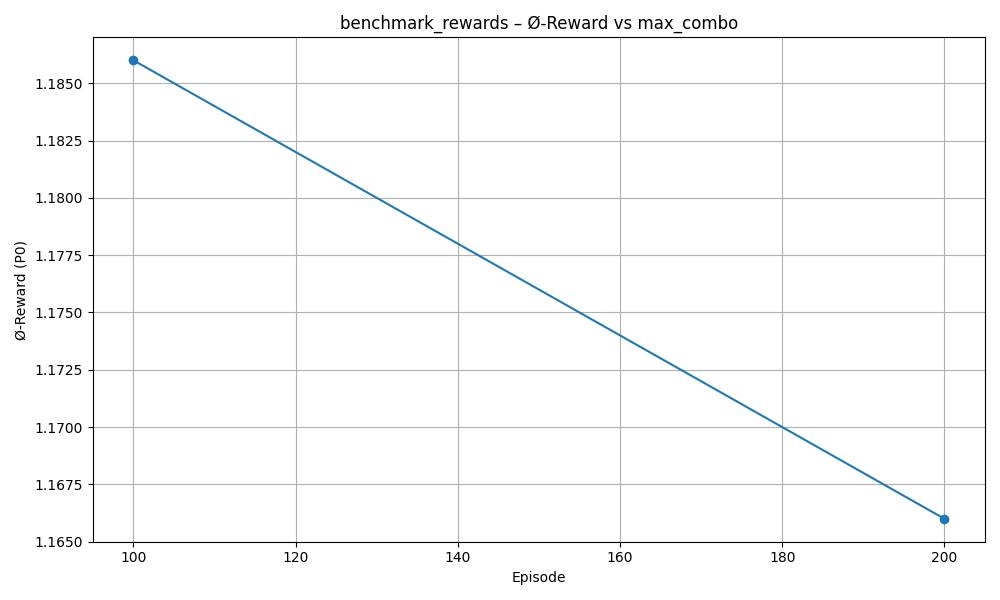 benchmark_rewards – Ø-Reward vs max_combo
1.1850
1.1825
1.1800
1.1775
1.1750
1.1725
1.1700
1.1675
1.1650
Ø-Reward (P0)
100 120 140 160 180 200
Episode